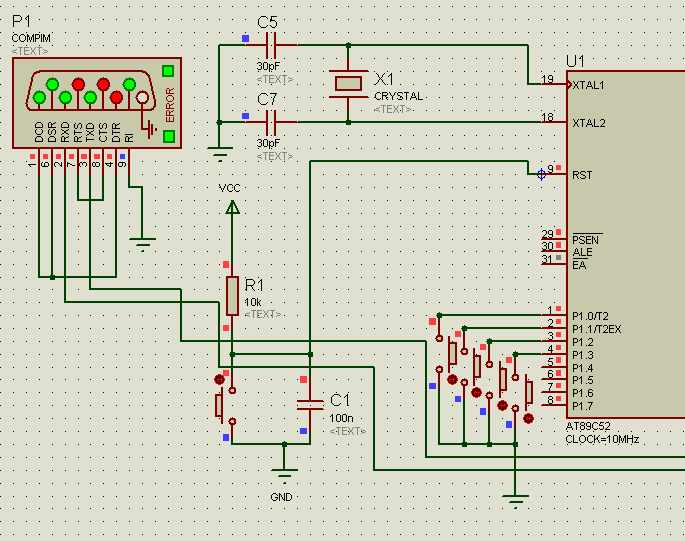 P1
COMPIM
<TEXT>
ERROR
DCD
DSR
RXD
RTS
TXD
CTS
DTR
RI
1
6
2
7
3
8
4
9
C5
30pF
<TEXT>
X1
CRYSTAL
<TEXT>
C7
30pF
<TEXT>
VCC
R1
10k
<TEXT>
C1
100n
<TEXT>
GND
U1
19 XTAL1
18 XTAL2
9 RST
29 PSEN
30 ALE
31 EA
1 P1.0/T2
2 P1.1/T2EX
3 P1.2
4 P1.3
5 P1.4
6 P1.5
7 P1.6
8 P1.7
AT89C52
CLOCK=10MHz